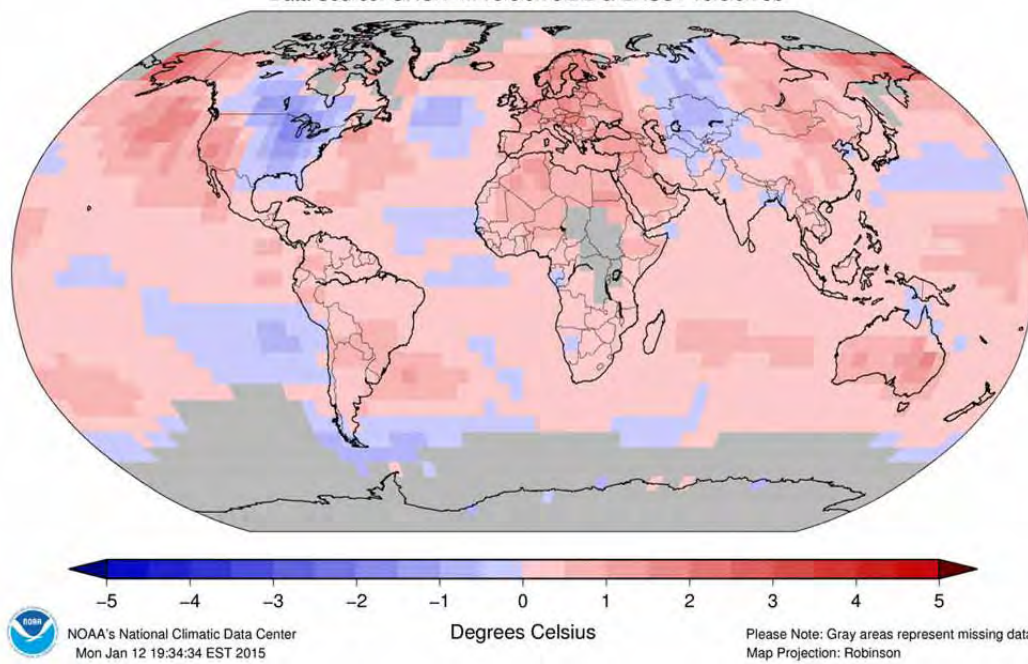 −5
−4
−3
−2
−1
0
1
2
3
4
5
NOAA
NOAA's National Climatic Data Center
Mon Jan 12 19:34:34 EST 2015
Degrees Celsius
Please Note: Gray areas represent missing data
Map Projection: Robinson